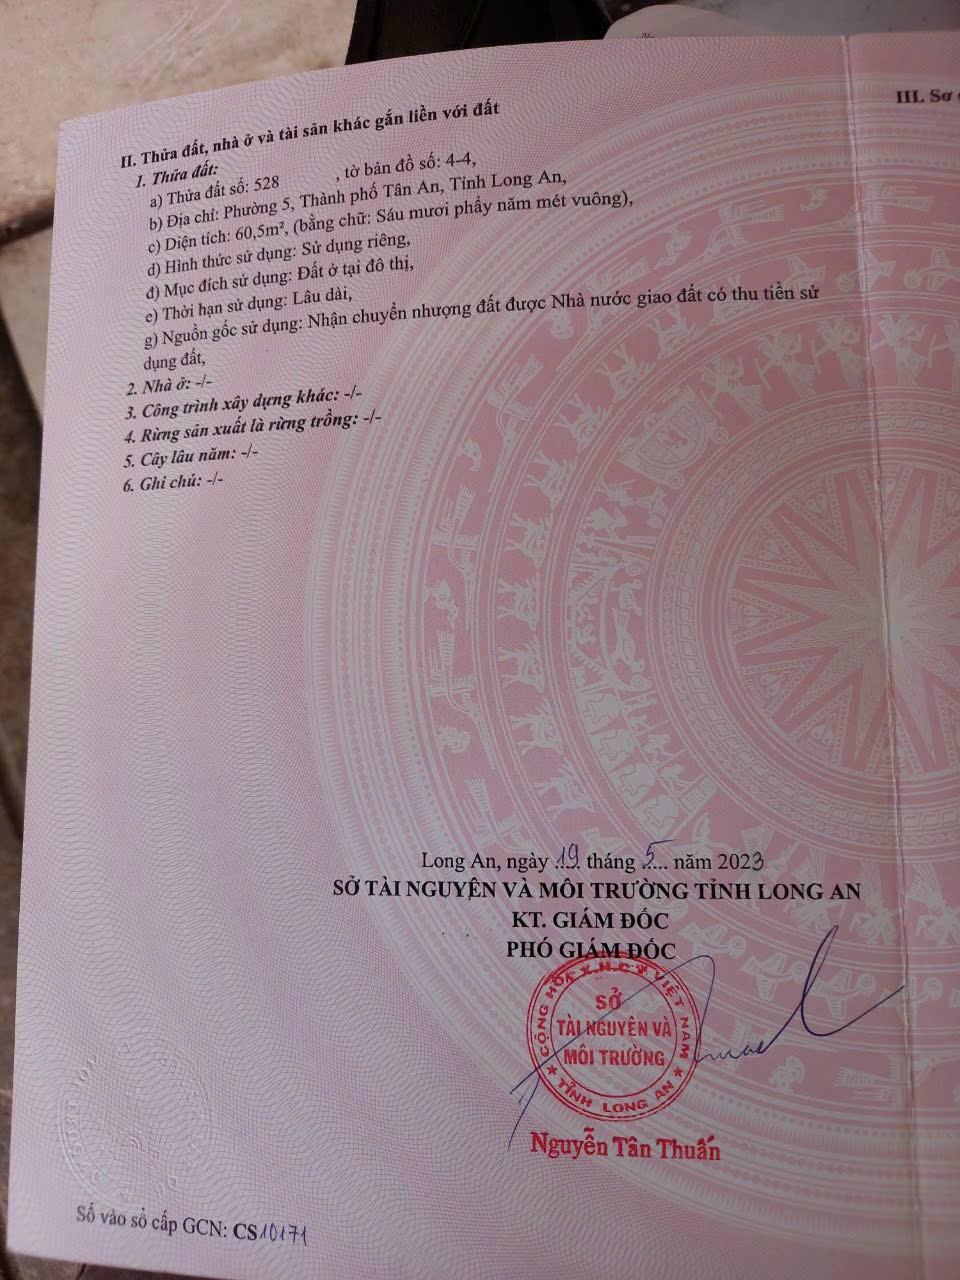 II. Thửa đất, nhà ở và tài sản khác gắn liền với đất
1. Thửa đất:
a) Thửa đất số: 528 , tờ bản đồ số: 4-4,
b) Địa chỉ: Phường 5, Thành phố Tân An, Tỉnh Long An,
c) Diện tích: 60,5m², (bằng chữ: Sáu mươi phẩy năm mét vuông),
d) Hình thức sử dụng: Sử dụng riêng,
đ) Mục đích sử dụng: Đất ở tại đô thị,
e) Thời hạn sử dụng: Lâu dài,
g) Nguồn gốc sử dụng: Nhận chuyển nhượng đất được Nhà nước giao đất có thu tiền sử
dụng đất,
2. Nhà ở: -/-
3. Công trình xây dựng khác: -/-
4. Rừng sản xuất là rừng trồng: -/-
5. Cây lâu năm: -/-
6. Ghi chú: -/-
III. Sơ
Long An, ngày 19 tháng 5 năm 2023
SỞ TÀI NGUYÊN VÀ MÔI TRƯỜNG TỈNH LONG AN
KT. GIÁM ĐỐC
PHÓ GIÁM ĐỐC
CỘNG HÒA X.H.C.N VIỆT NAM
SỞ
TÀI NGUYÊN VÀ
MÔI TRƯỜNG
★ TỈNH LONG AN ★
Nguyễn Tân Thuấn
Số vào sổ cấp GCN: CS10171